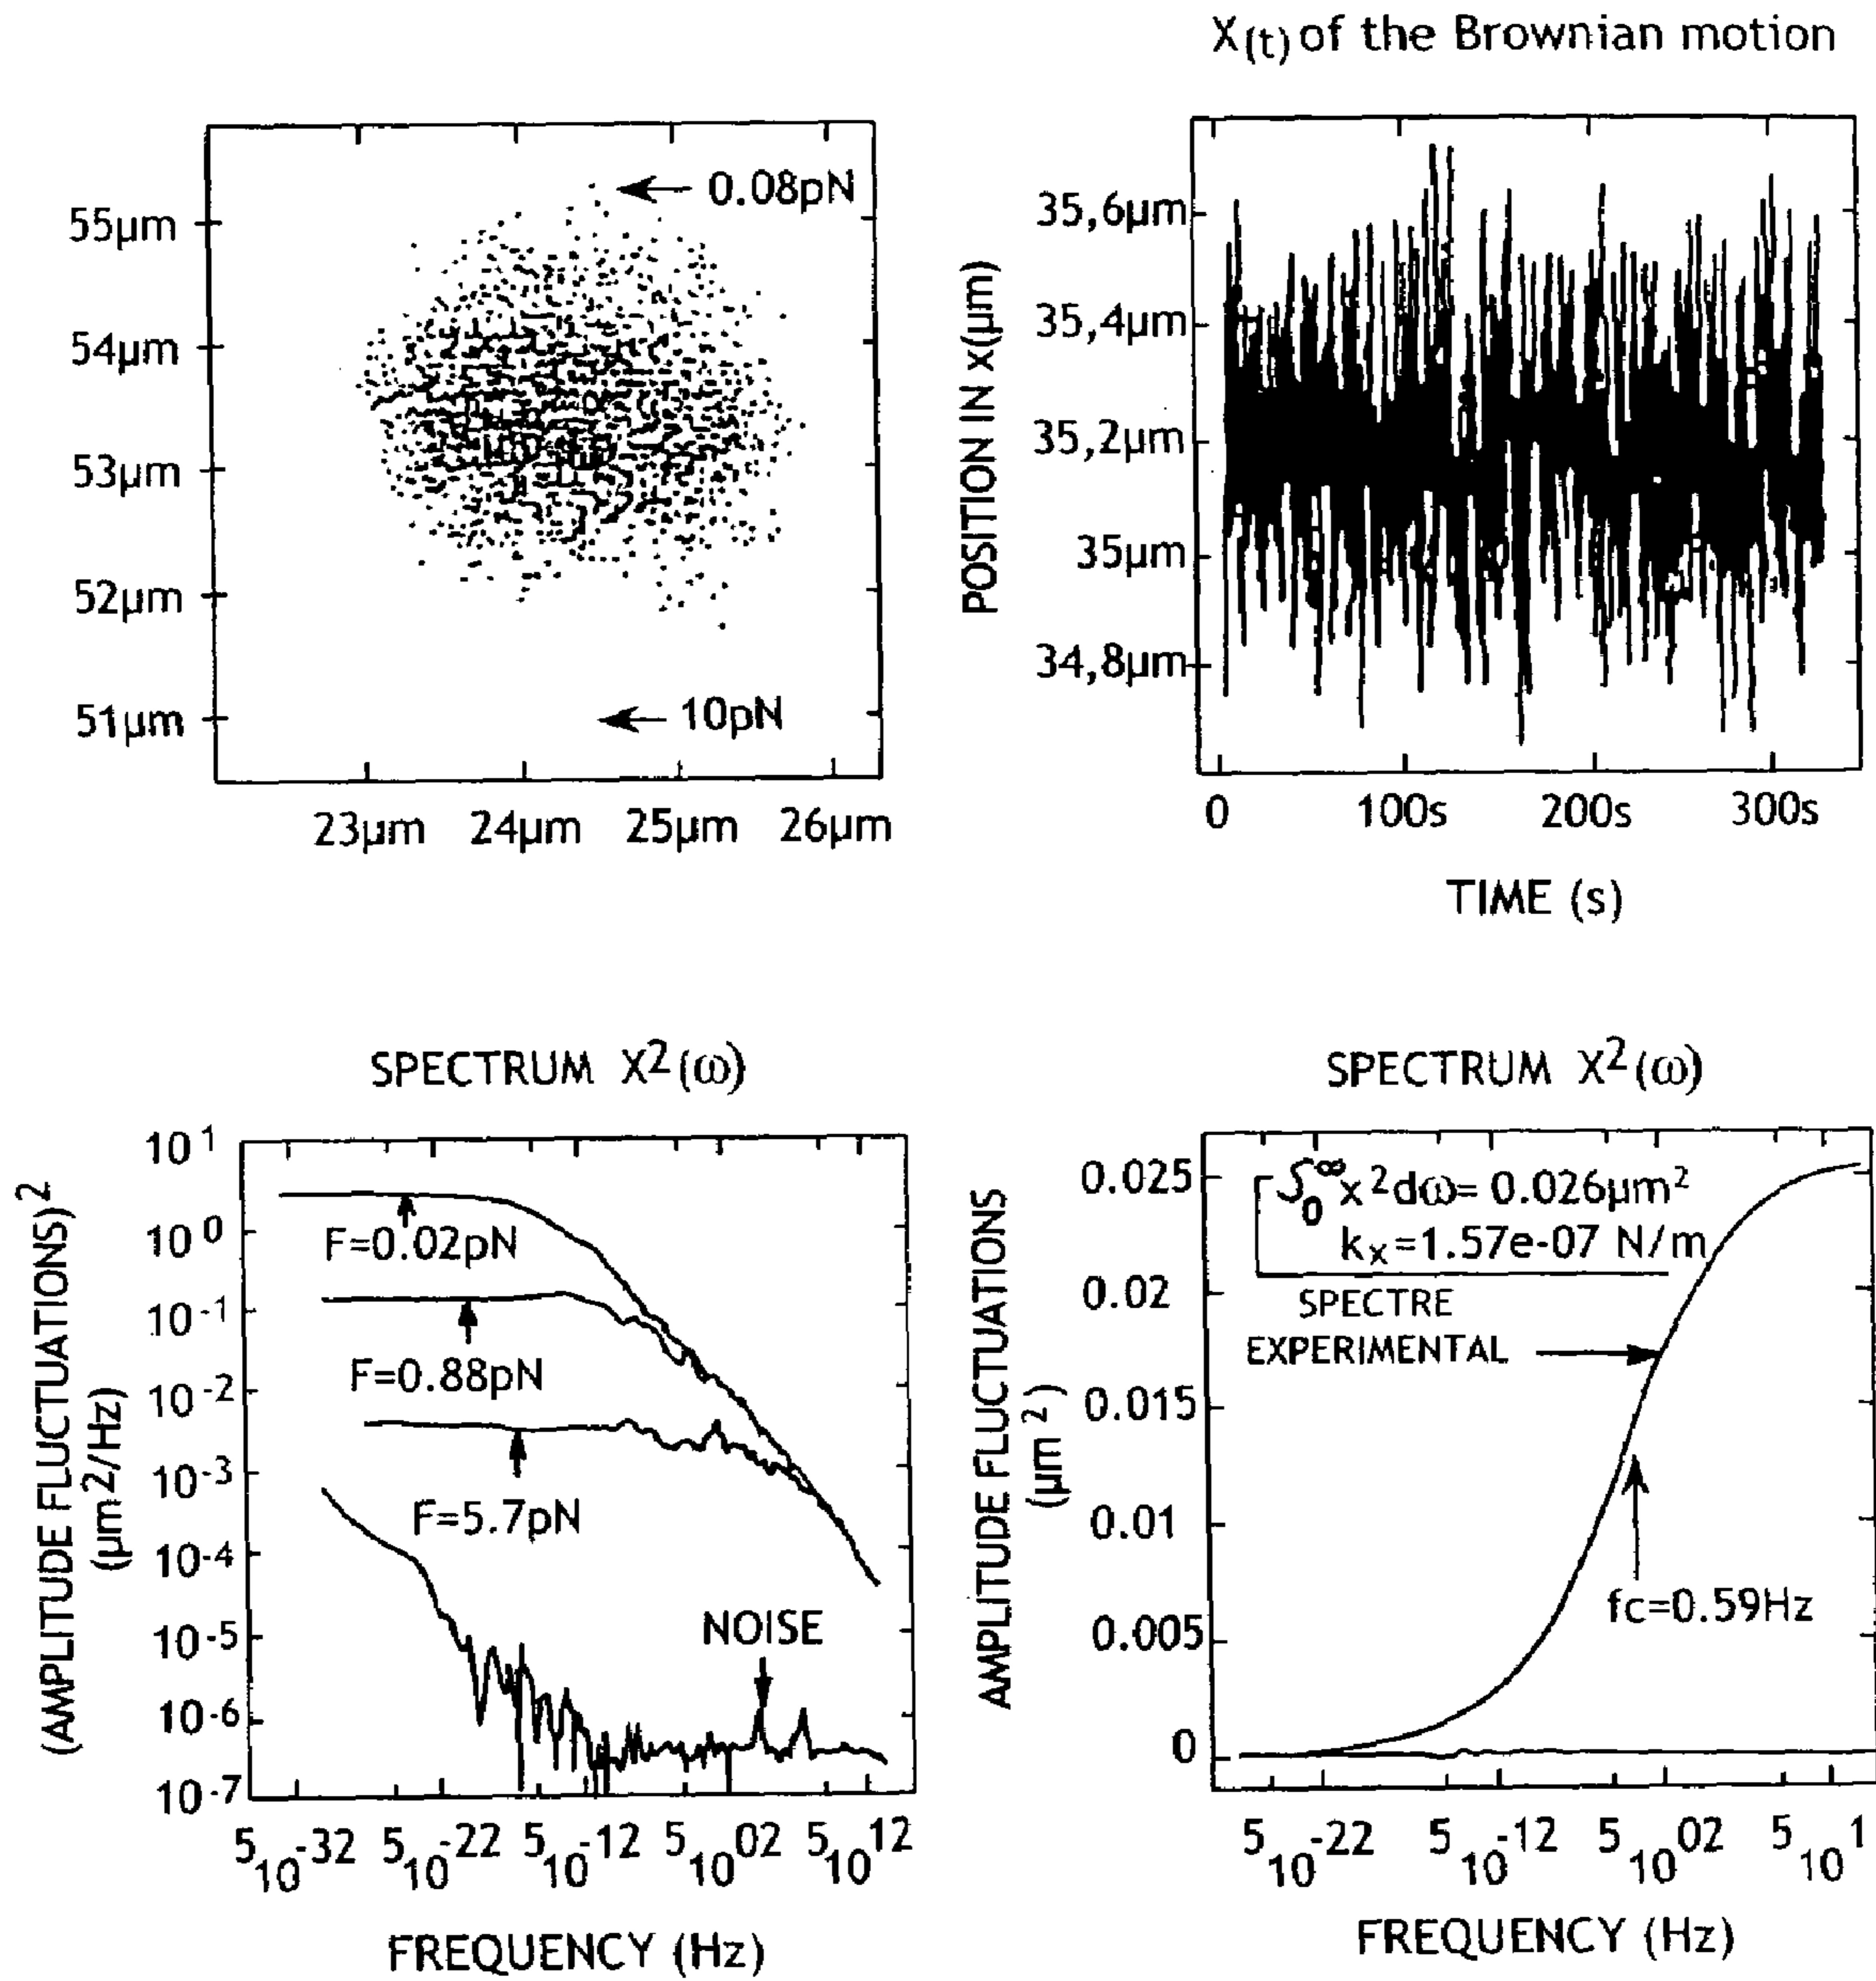 X(t) of the Brownian motion
0.08pN
55µm
54µm
53µm
52µm
51µm
10pN
23µm 24µm 25µm 26µm
POSITION IN x(µm)
35,6µm
35,4µm
35,2µm
35µm
34,8µm
0 100s 200s 300s
TIME (s)
SPECTRUM X²(ω)
(AMPLITUDE FLUCTUATIONS)²
(µm2/Hz)
10¹
10⁰
10⁻¹
10⁻²
10⁻³
10⁻⁴
10⁻⁵
10⁻⁶
10⁻⁷
F=0.02pN
F=0.88pN
F=5.7pN
NOISE
5 10⁻³2 5 10⁻²2 5 10⁻¹2 5 10⁰2 5 10¹2
FREQUENCY (Hz)
SPECTRUM X²(ω)
AMPLITUDE FLUCTUATIONS
(µm²)
0.025
0.02
0.015
0.01
0.005
0
∫₀^∞ x²dω= 0.026µm²
kₓ=1.57e-07 N/m
SPECTRE
EXPERIMENTAL
fc=0.59Hz
5 10⁻²2 5 10⁻¹2 5 10⁰2 5 10¹
FREQUENCY (Hz)